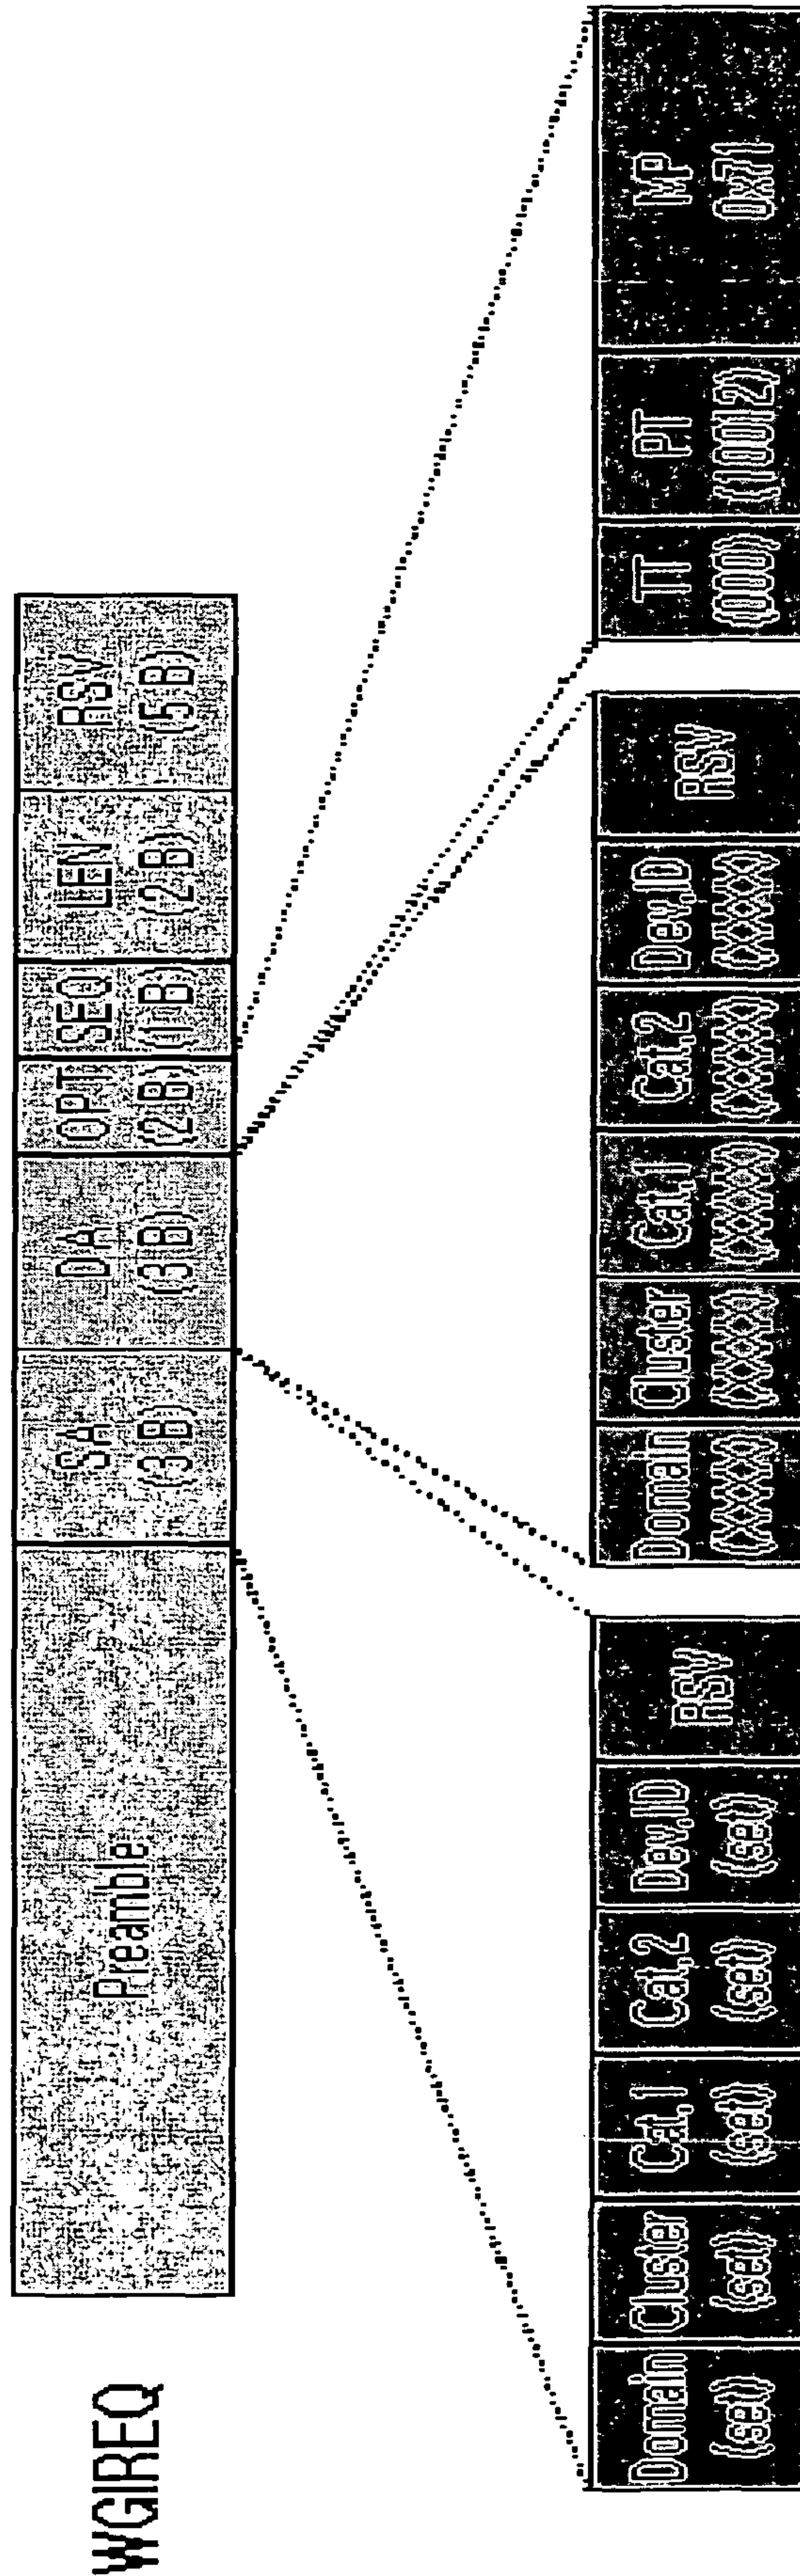 WGIREQ
Preamble
SA
(3B)
DA
(3B)
OPT
(2B)
SEQ
(1B)
LEN
(2B)
RSV
(5B)
Domain
(set)
Cluster
(set)
Cat,1
(set)
Cat,2
(set)
Dev,ID
(set)
RSV
Domain
(XXXX)
Cluster
(XXXX)
Cat,1
(XXXX)
Cat,2
(XXXX)
Dev,ID
(XXXX)
RSV
TT
(000)
PT
(10012)
MP
0x71